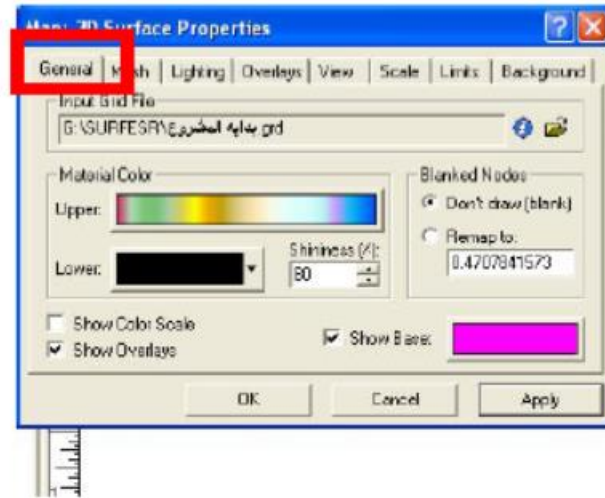 Map: 3D Surface Properties
General Mesh Lighting Overlays View Scale Limits Background
Input Grid File
G:\SURFESR\بداية المشروع.grd
Material Color
Upper:
Lower:
Shininess (%):
80
Blanked Nodes
Don't draw (blank)
Remap to:
0.4707841573
Show Color Scale
Show Overlays
Show Base:
OK Cancel Apply